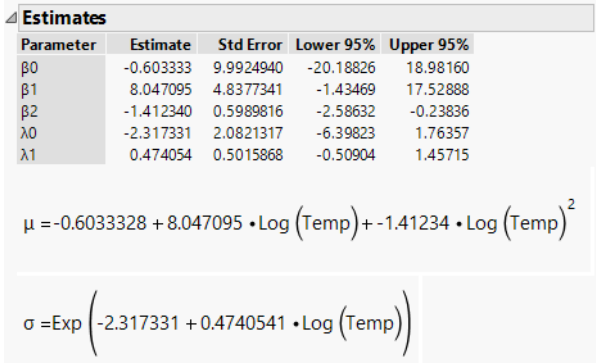 Estimates
Parameter Estimate Std Error Lower 95% Upper 95%
β0 -0.603333 9.9924940 -20.18826 18.98160
β1 8.047095 4.8377341 -1.43469 17.52888
β2 -1.412340 0.5989816 -2.58632 -0.23836
λ0 -2.317331 2.0821317 -6.39823 1.76357
λ1 0.474054 0.5015868 -0.50904 1.45715
μ =-0.6033328 + 8.047095 • Log (Temp)+ -1.41234 • Log (Temp)²
σ =Exp (-2.317331 + 0.4740541 • Log (Temp))